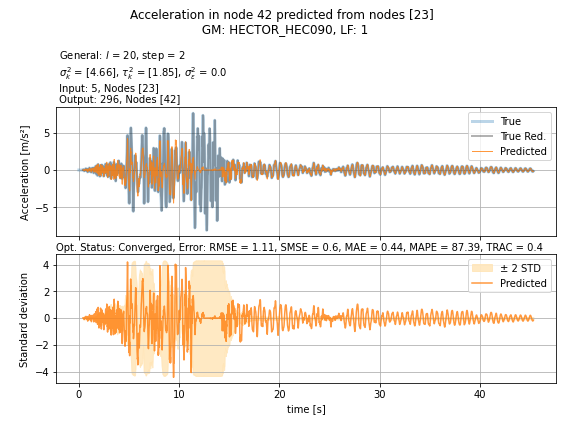 Acceleration in node 42 predicted from nodes [23]
GM: HECTOR_HEC090, LF: 1
General: l = 20, step = 2
σ²ₖ = [4.66], τ²ₖ = [1.85], σ²ε = 0.0
Input: 5, Nodes [23]
Output: 296, Nodes [42]
Acceleration [m/s²]
5
0
−5
True
True Red.
Predicted
Opt. Status: Converged, Error: RMSE = 1.11, SMSE = 0.6, MAE = 0.44, MAPE = 87.39, TRAC = 0.4
Standard deviation
4
2
0
−2
−4
± 2 STD
Predicted
0 10 20 30 40
time [s]